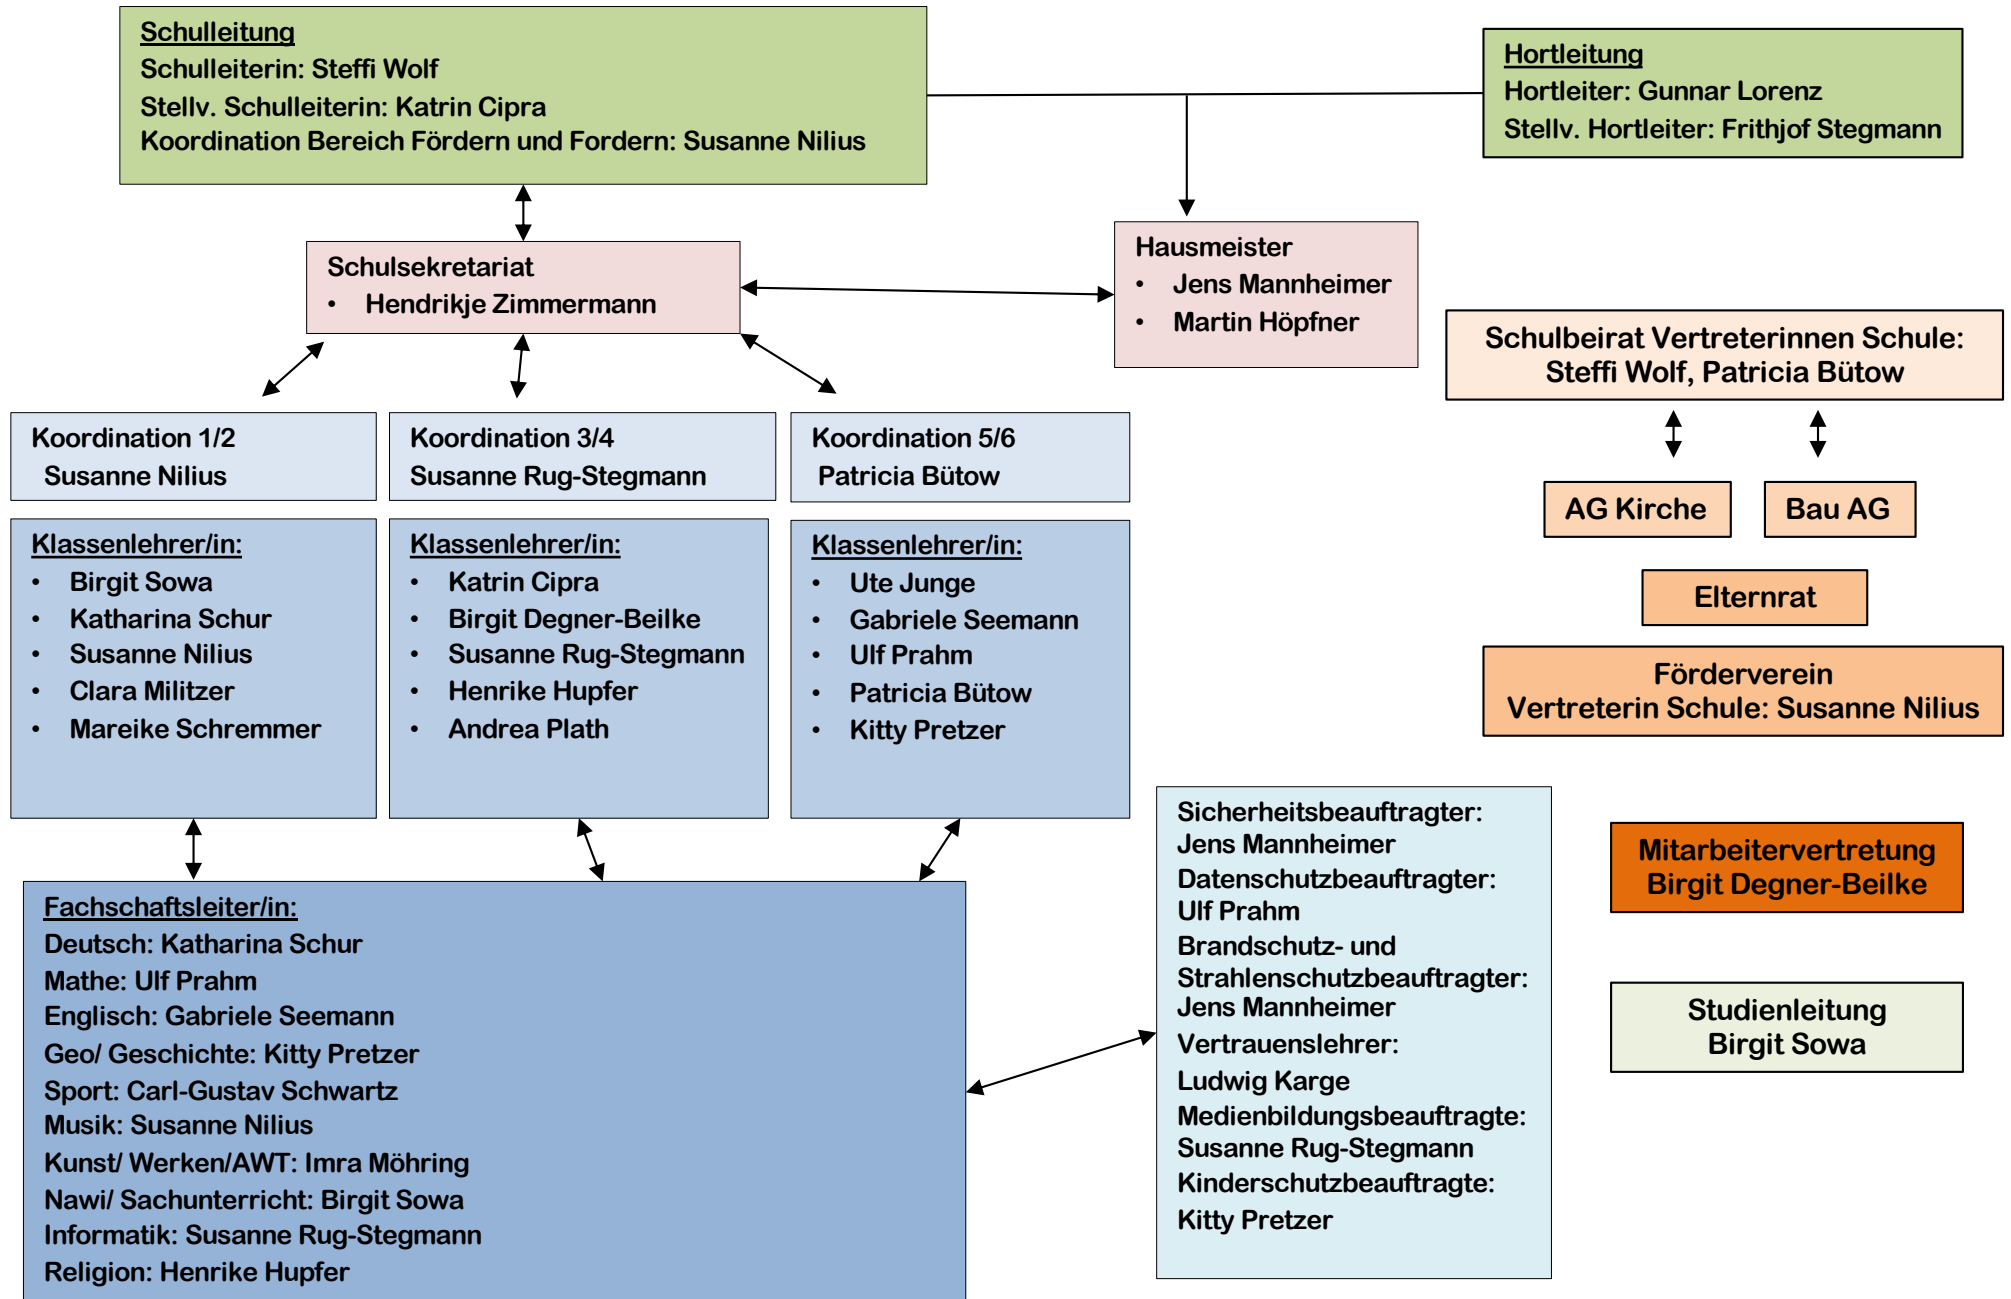 Schulleitung
Schulleiterin: Steffi Wolf
Stellv. Schulleiterin: Katrin Cipra
Koordination Bereich Fördern und Fordern: Susanne Nilius
Hortleitung
Hortleiter: Gunnar Lorenz
Stellv. Hortleiter: Frithjof Stegmann
Schulsekretariat
• Hendrikje Zimmermann
Hausmeister
• Jens Mannheimer
• Martin Höpfner
Schulbeirat Vertreterinnen Schule:
Steffi Wolf, Patricia Bütow
AG Kirche
Bau AG
Elternrat
Förderverein
Vertreterin Schule: Susanne Nilius
Koordination 1/2
Susanne Nilius
Koordination 3/4
Susanne Rug-Stegmann
Koordination 5/6
Patricia Bütow
Klassenlehrer/in:
• Birgit Sowa
• Katharina Schur
• Susanne Nilius
• Clara Militzer
• Mareike Schremmer
Klassenlehrer/in:
• Katrin Cipra
• Birgit Degner-Beilke
• Susanne Rug-Stegmann
• Henrike Hupfer
• Andrea Plath
Klassenlehrer/in:
• Ute Junge
• Gabriele Seemann
• Ulf Prahm
• Patricia Bütow
• Kitty Pretzer
Fachschaftsleiter/in:
Deutsch: Katharina Schur
Mathe: Ulf Prahm
Englisch: Gabriele Seemann
Geo/ Geschichte: Kitty Pretzer
Sport: Carl-Gustav Schwartz
Musik: Susanne Nilius
Kunst/ Werken/AWT: Imra Möhring
Nawi/ Sachunterricht: Birgit Sowa
Informatik: Susanne Rug-Stegmann
Religion: Henrike Hupfer
Sicherheitsbeauftragter:
Jens Mannheimer
Datenschutzbeauftragter:
Ulf Prahm
Brandschutz- und
Strahlenschutzbeauftragter:
Jens Mannheimer
Vertrauenslehrer:
Ludwig Karge
Medienbildungsbeauftragte:
Susanne Rug-Stegmann
Kinderschutzbeauftragte:
Kitty Pretzer
Mitarbeitervertretung
Birgit Degner-Beilke
Studienleitung
Birgit Sowa